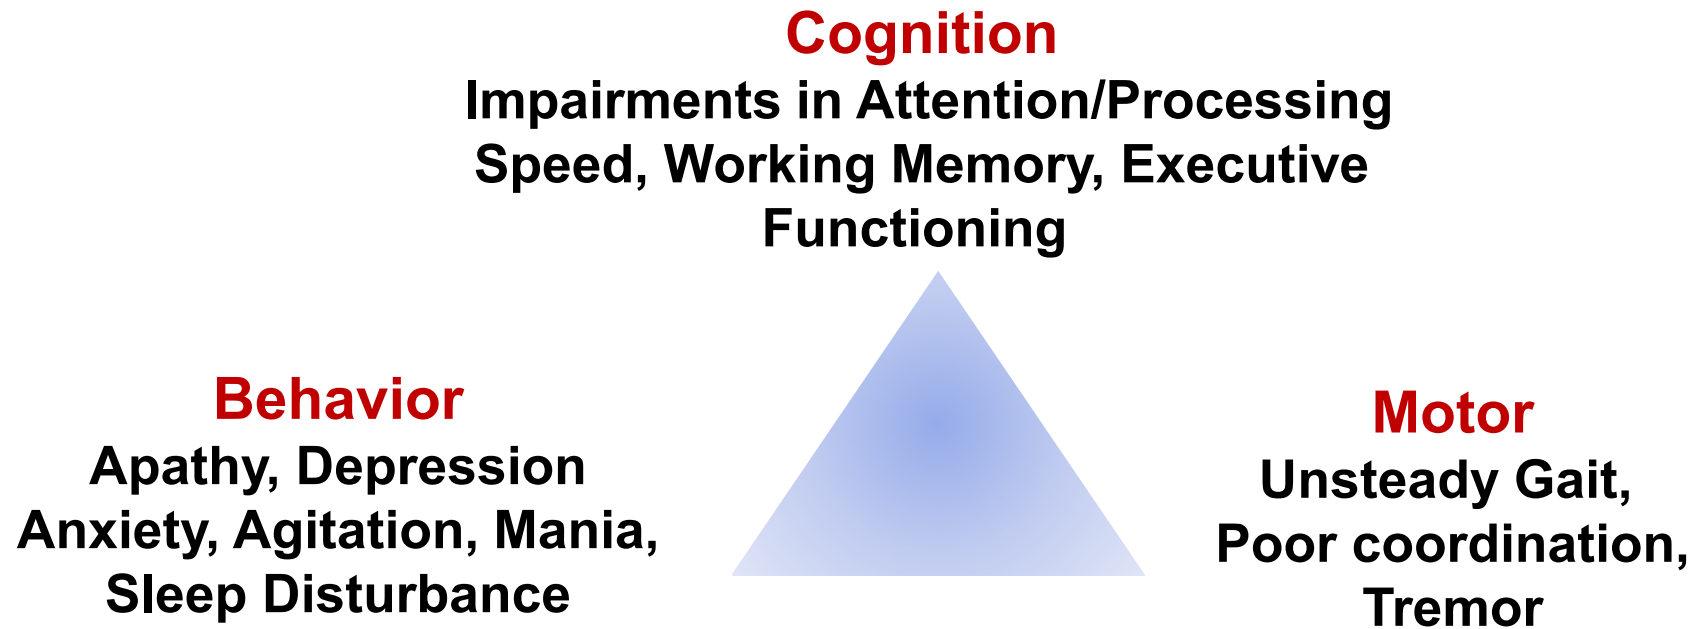 Cognition
Impairments in Attention/Processing
Speed, Working Memory, Executive
Functioning
Behavior
Apathy, Depression
Anxiety, Agitation, Mania,
Sleep Disturbance
Motor
Unsteady Gait,
Poor coordination,
Tremor